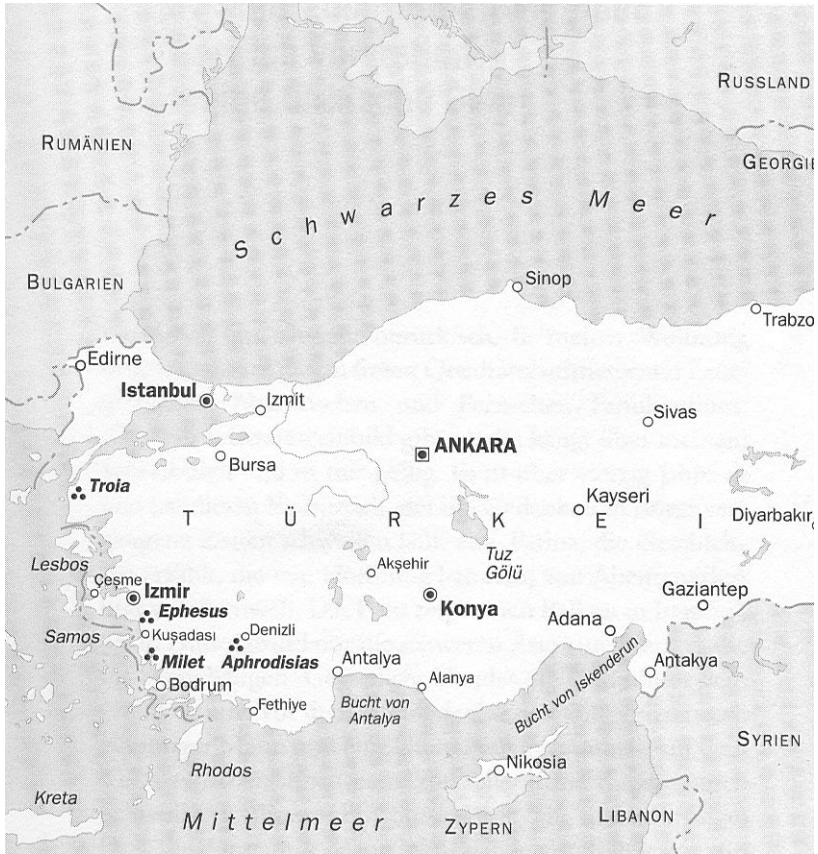 RUSSLAND
RUMÄNIEN
GEORGIE
Schwarzes Meer
BULGARIEN
Sinop
Trabzo
Edirne
Istanbul
Izmit
Sivas
ANKARA
Bursa
Troia
Kayseri
TÜRKEI
Diyarbakır
Lesbos
Tuz
Gölü
Akşehir
Çeşme
Izmir
Konya
Gaziantep
Ephesus
Samos
Kuşadası
Denizli
Adana
Milet
Aphrodisias
Antalya
Antakya
Bodrum
Alanya
Bucht von Iskenderun
Fethiye
Bucht von
Antalya
SYRIEN
Rhodos
Nikosia
Kreta
Mittelmeer
ZYPERN
LIBANON